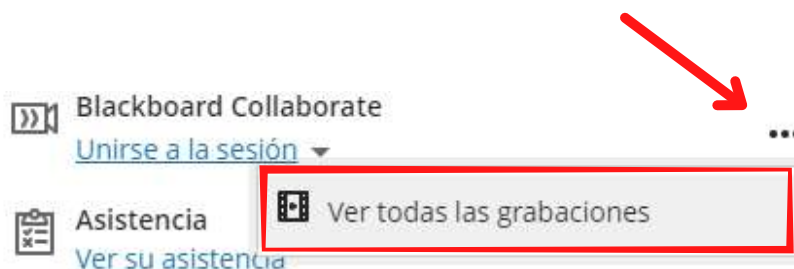 Blackboard Collaborate
Unirse a la sesión
Ver todas las grabaciones
Asistencia
Ver su asistencia